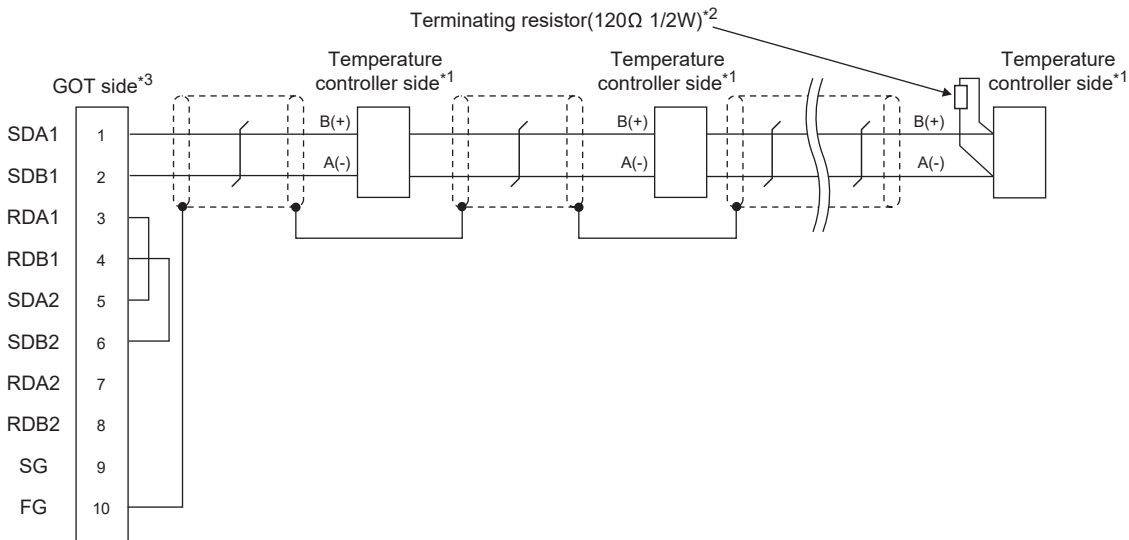 Terminating resistor(120Ω 1/2W)*2
GOT side*3
Temperature
controller side*1
Temperature
controller side*1
Temperature
controller side*1
SDA1 1 B(+) B(+) B(+)
SDB1 2 A(-) A(-) A(-)
RDA1 3
RDB1 4
SDA2 5
SDB2 6
RDA2 7
RDB2 8
SG 9
FG 10